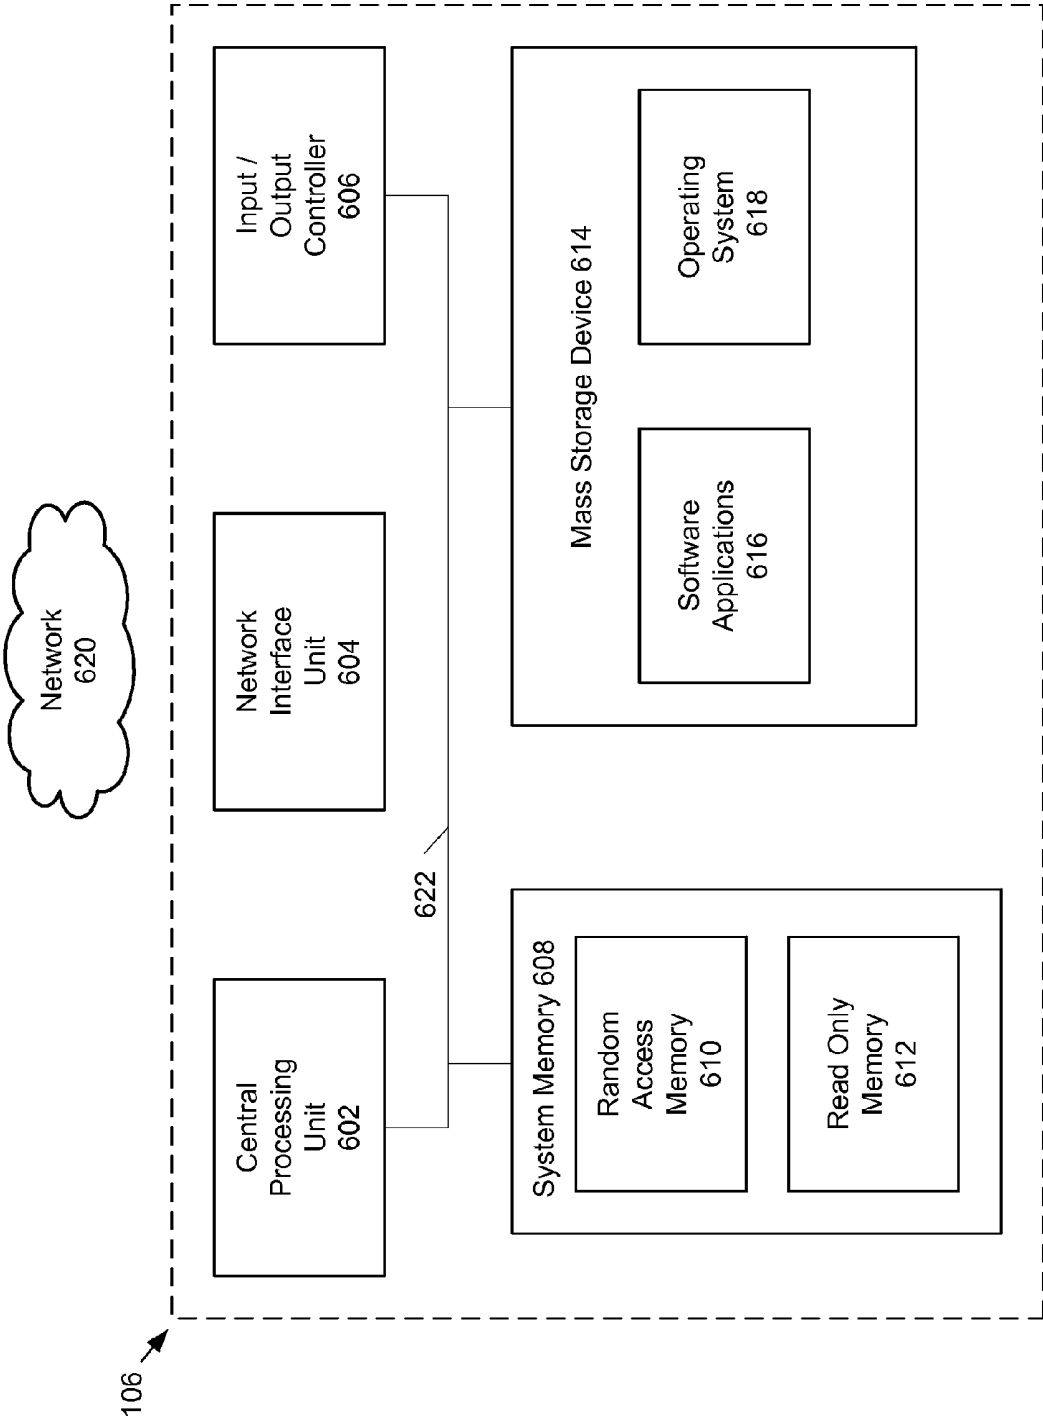 106
Network
620
Central
Processing
Unit
602
Network
Interface
Unit
604
Input /
Output
Controller
606
622
System Memory 608
Random
Access
Memory
610
Read Only
Memory
612
Mass Storage Device 614
Software
Applications
616
Operating
System
618